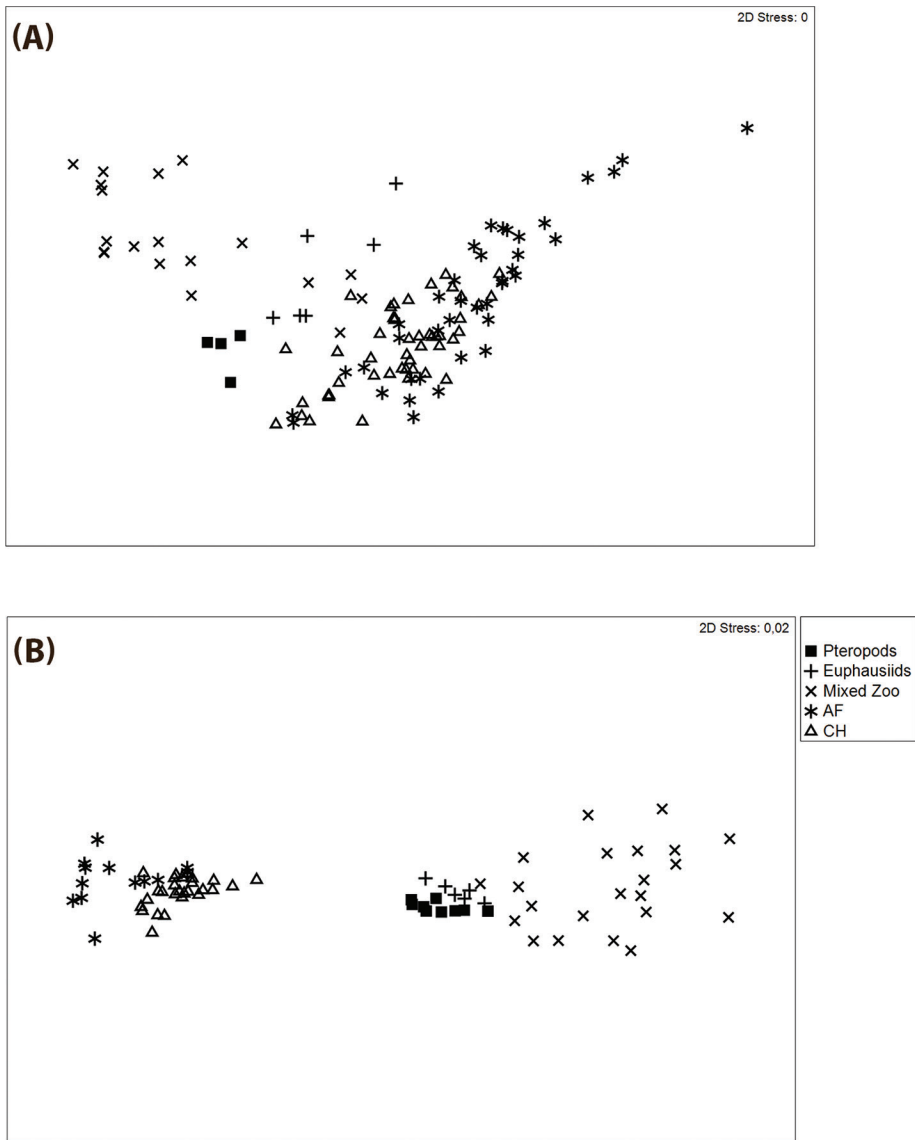 (A)
2D Stress: 0
(B)
2D Stress: 0,02
Pteropods
Euphausiids
Mixed Zoo
AF
CH